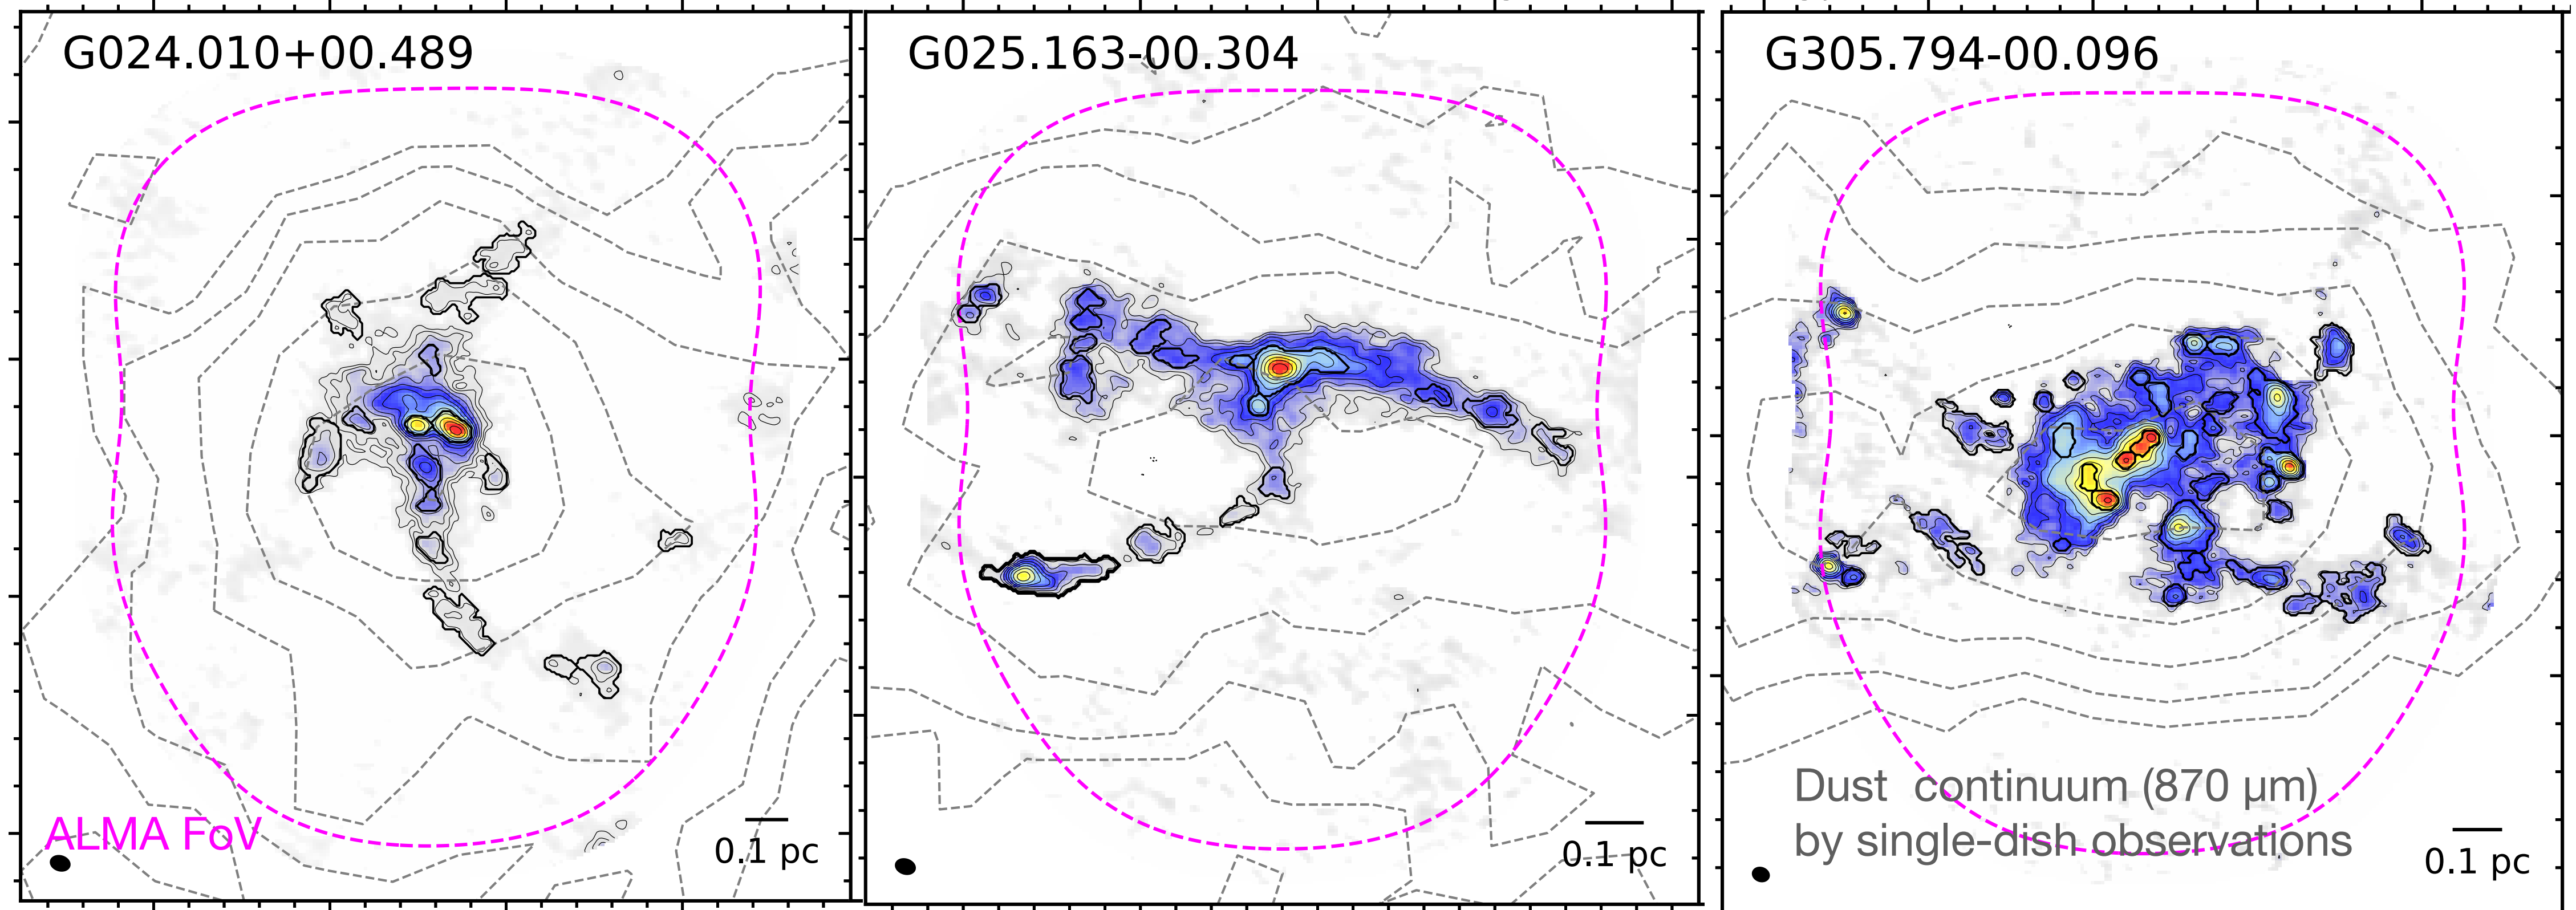 G024.010+00.489
G025.163-00.304
G305.794-00.096
ALMA FoV
0.1 pc
0.1 pc
Dust continuum (870 μm)
by single-dish observations
0.1 pc